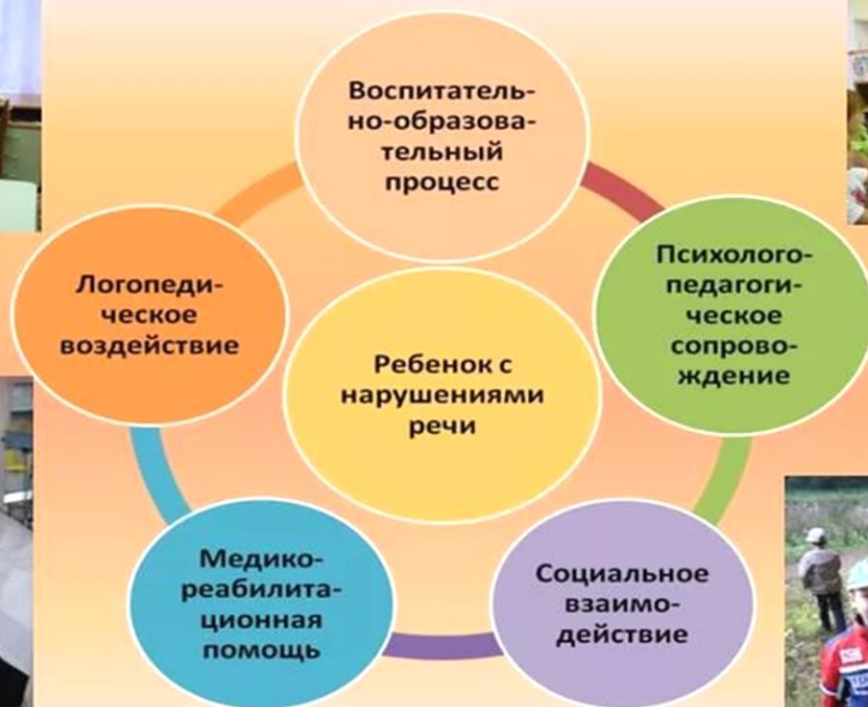 Воспитатель-
но-образова-
тельный
процесс
Психолого-
педагоги-
ческое
сопрово-
ждение
Социальное
взаимо-
действие
Медико-
реабилита-
ционная
помощь
Логопеди-
ческое
воздействие
Ребенок с
нарушениями
речи